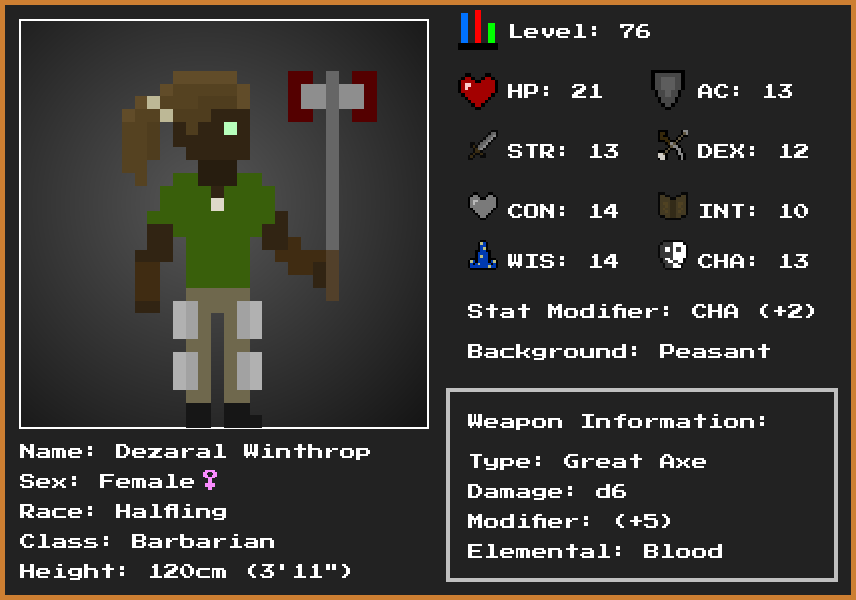 Level: 76
HP: 21 AC: 13
STR: 13 DEX: 12
CON: 14 INT: 10
WIS: 14 CHA: 13
Stat Modifier: CHA (+2)
Background: Peasant
Weapon Information:
Type: Great Axe
Damage: d6
Modifier: (+5)
Elemental: Blood
Name: Dezaral Winthrop
Sex: Female♀
Race: Halfling
Class: Barbarian
Height: 120cm (3'11")